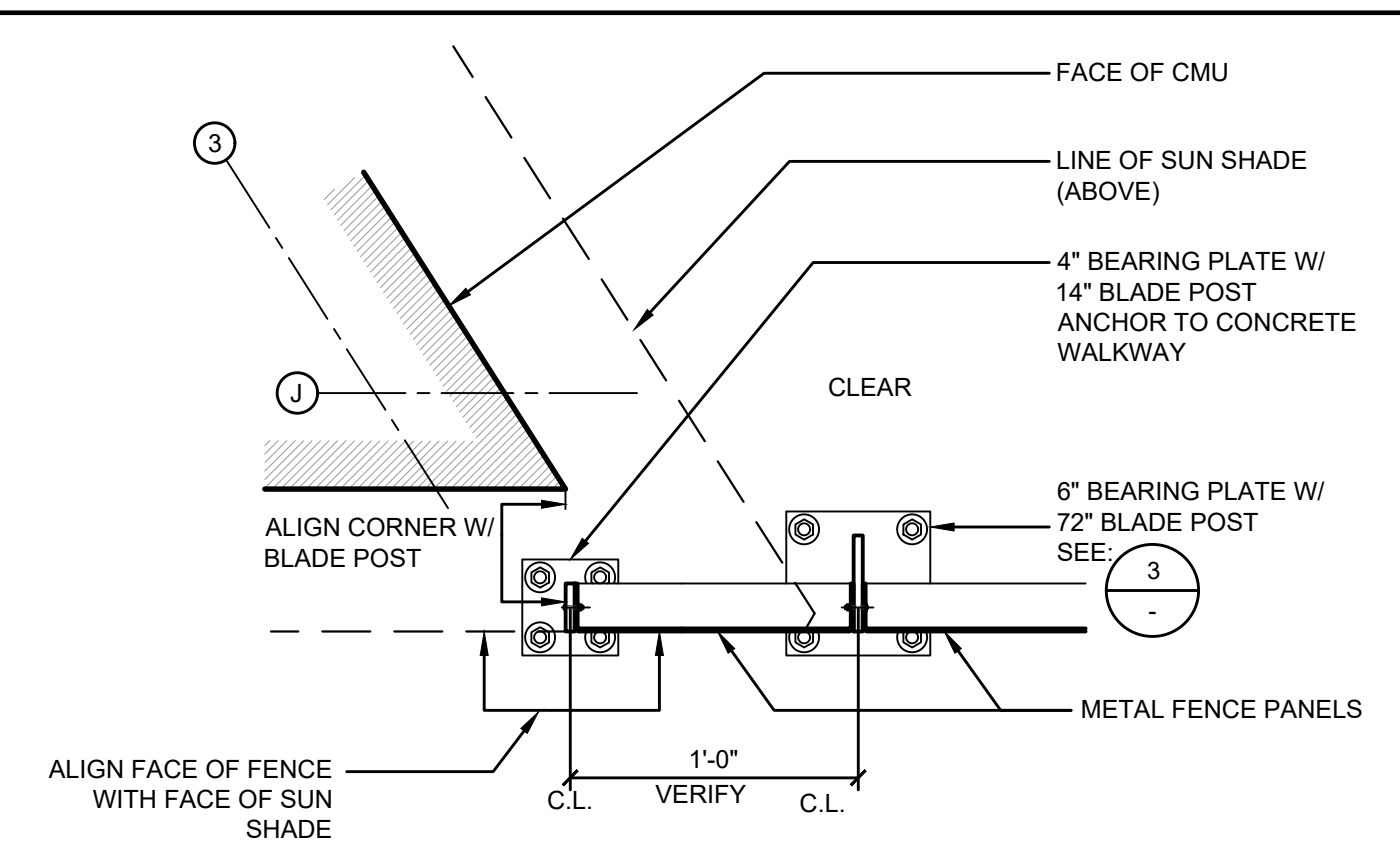 FACE OF CMU
3
LINE OF SUN SHADE
(ABOVE)
4" BEARING PLATE W/
14" BLADE POST
ANCHOR TO CONCRETE
WALKWAY
J
CLEAR
6" BEARING PLATE W/
72" BLADE POST
SEE:
3
-
ALIGN CORNER W/
BLADE POST
METAL FENCE PANELS
ALIGN FACE OF FENCE
WITH FACE OF SUN
SHADE
1'-0"
VERIFY
C.L.
C.L.